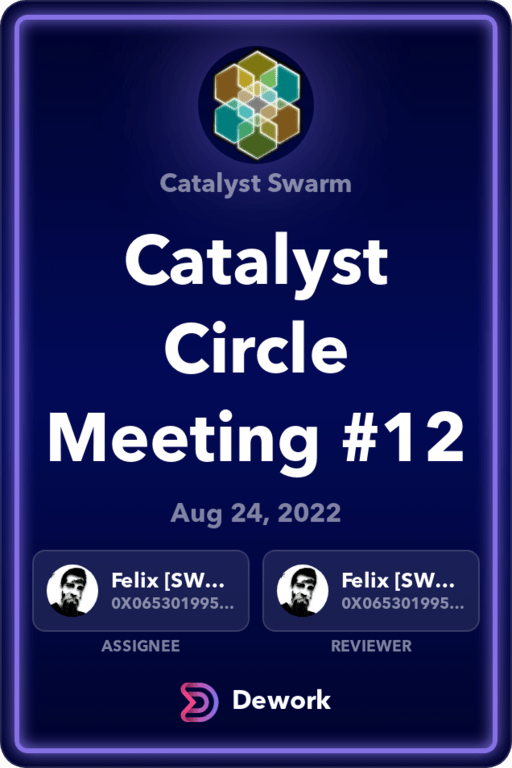 Catalyst Swarm
Catalyst
Circle
Meeting #12
Aug 24, 2022
Felix [SW...
0X065301995...
ASSIGNEE
Felix [SW...
0X065301995...
REVIEWER
Dework